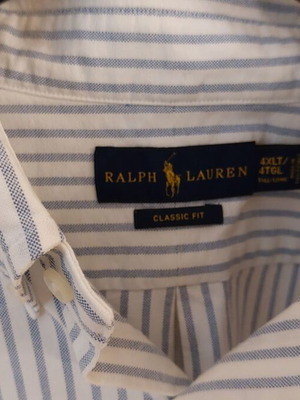 RALPH LAUREN
4XLT/
4TGL
CLASSIC FIT